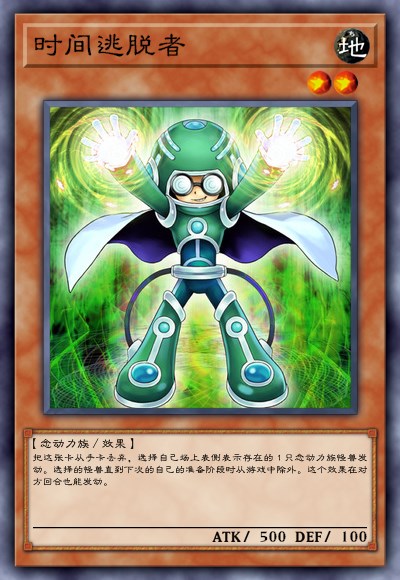 时间逃脱者
地
【念动力族／效果】
把这张卡从手卡丢弃，选择自己场上表侧表示存在的１只念动力族怪兽发
动。选择的怪兽直到下次的自己的准备阶段时从游戏中除外。这个效果在对
方回合也能发动。
ATK/ 500 DEF/ 100